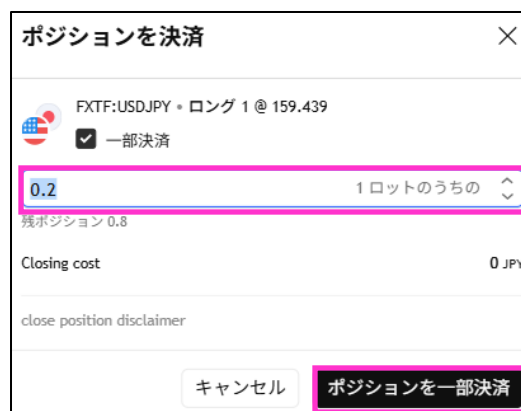 ポジションを決済
FXTF:USDJPY • ロング 1 @ 159.439
一部決済
0.2 1 ロットのうちの
残ポジション 0.8
Closing cost 0 JPY
close position disclaimer
キャンセル ポジションを一部決済